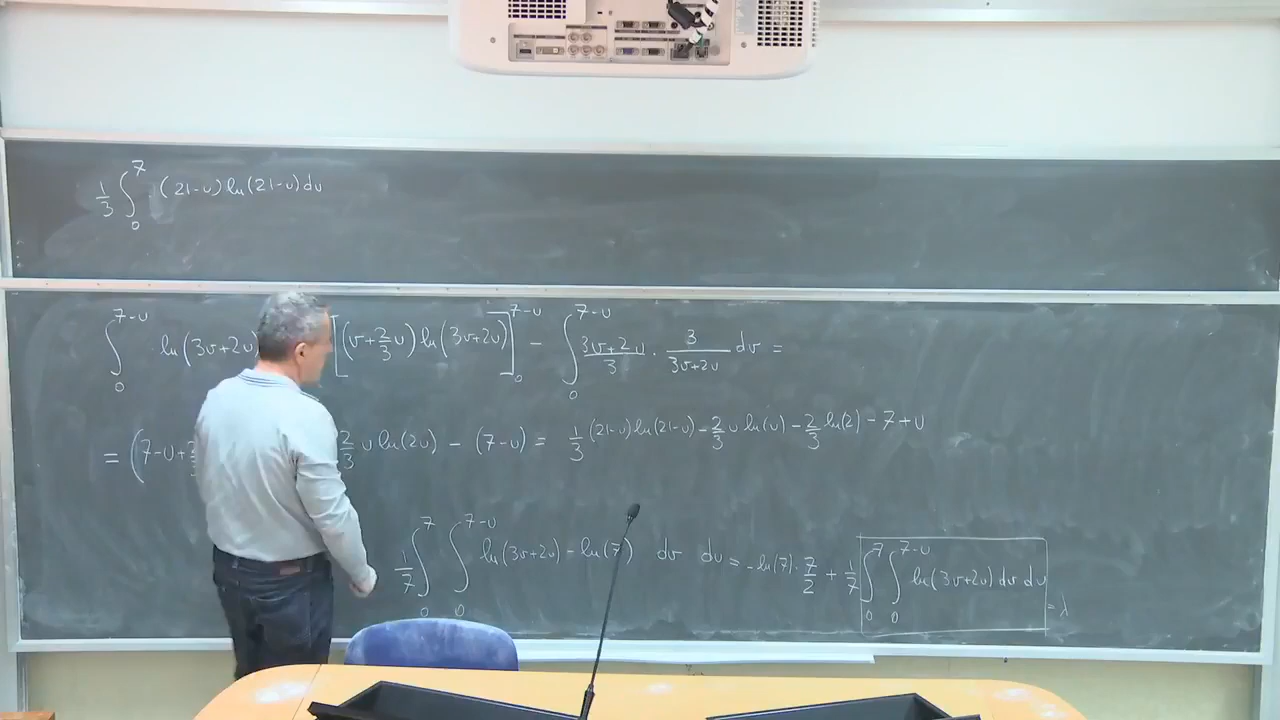 1/3 ∫_0^7 (21-u) ln(21-u) du
∫_0^{7-u} ln(3v+2u) [(v+2/3 u) ln(3v+2u)]_0^{7-u} - ∫_0^{7-u} (3v+2u)/3 · 3/(3v+2u) dv =
= (7-u+ 2/3 u ln(2u) - (7-u) = 1/3 (21-u) ln(21-u) - 2/3 u ln(u) - 2/3 ln(2) - 7 + u
1/7 ∫_0^7 ∫_0^{7-u} ln(3v+2u) - ln(7) dv du = -ln(7) · 7/2 + 1/7 ∫_0^7 ∫_0^{7-u} ln(3v+2u) dv du = λ